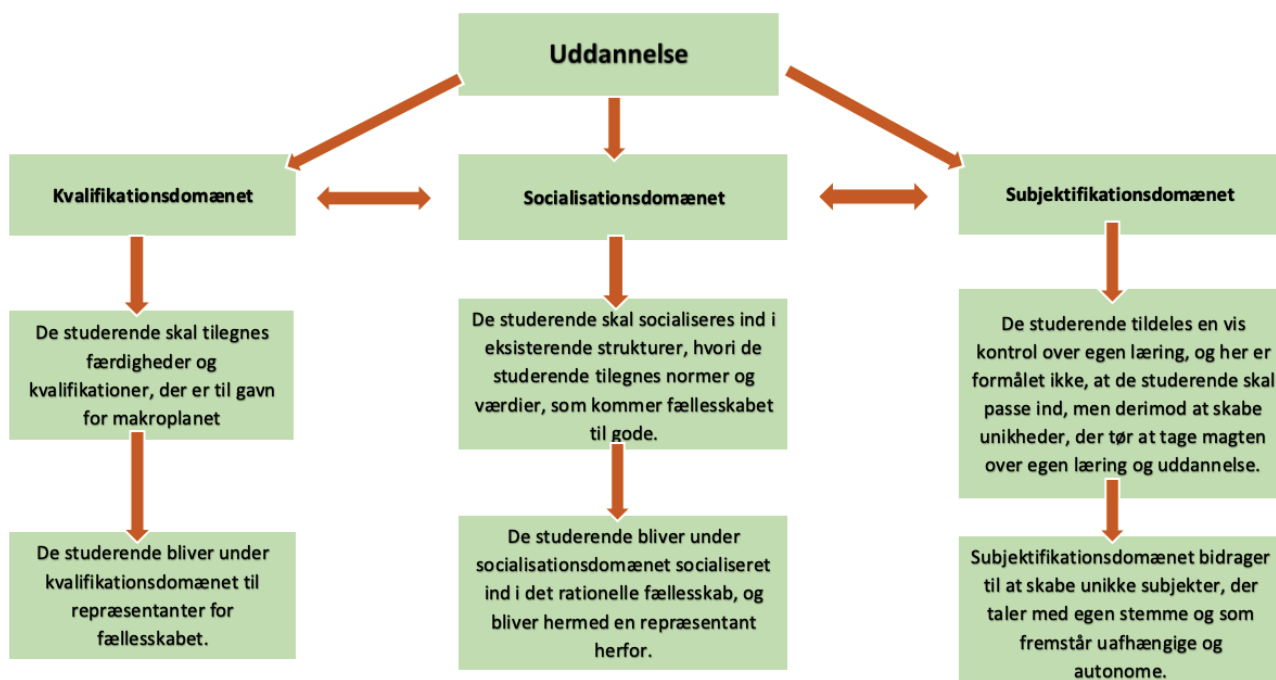 Uddannelse
Kvalifikationsdomænet
Socialisationsdomænet
Subjektifikationsdomænet
De studerende skal tilegnes
færdigheder og
kvalifikationer, der er til gavn
for makroplanet
De studerende skal socialiseres ind i
eksisterende strukturer, hvori de
studerende tilegnes normer og
værdier, som kommer fællesskabet
til gode.
De studerende tildeles en vis
kontrol over egen læring, og her er
formålet ikke, at de studerende skal
passe ind, men derimod at skabe
unikheder, der tør at tage magten
over egen læring og uddannelse.
De studerende bliver under
kvalifikationsdomænet til
repræsentanter for
fællesskabet.
De studerende bliver under
socialisationsdomænet socialiseret
ind i det rationelle fællesskab, og
bliver hermed en repræsentant
herfor.
Subjektifikationsdomænet bidrager
til at skabe unikke subjekter, der
taler med egen stemme og som
fremstår uafhængige og
autonome.